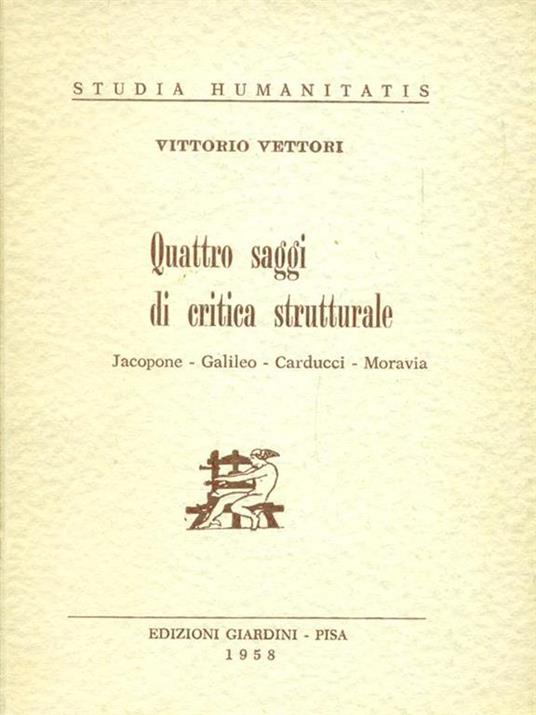 STUDIA HUMANITATIS
VITTORIO VETTORI
Quattro saggi
di critica strutturale
Jacopone - Galileo - Carducci - Moravia
EDIZIONI GIARDINI - PISA
1958